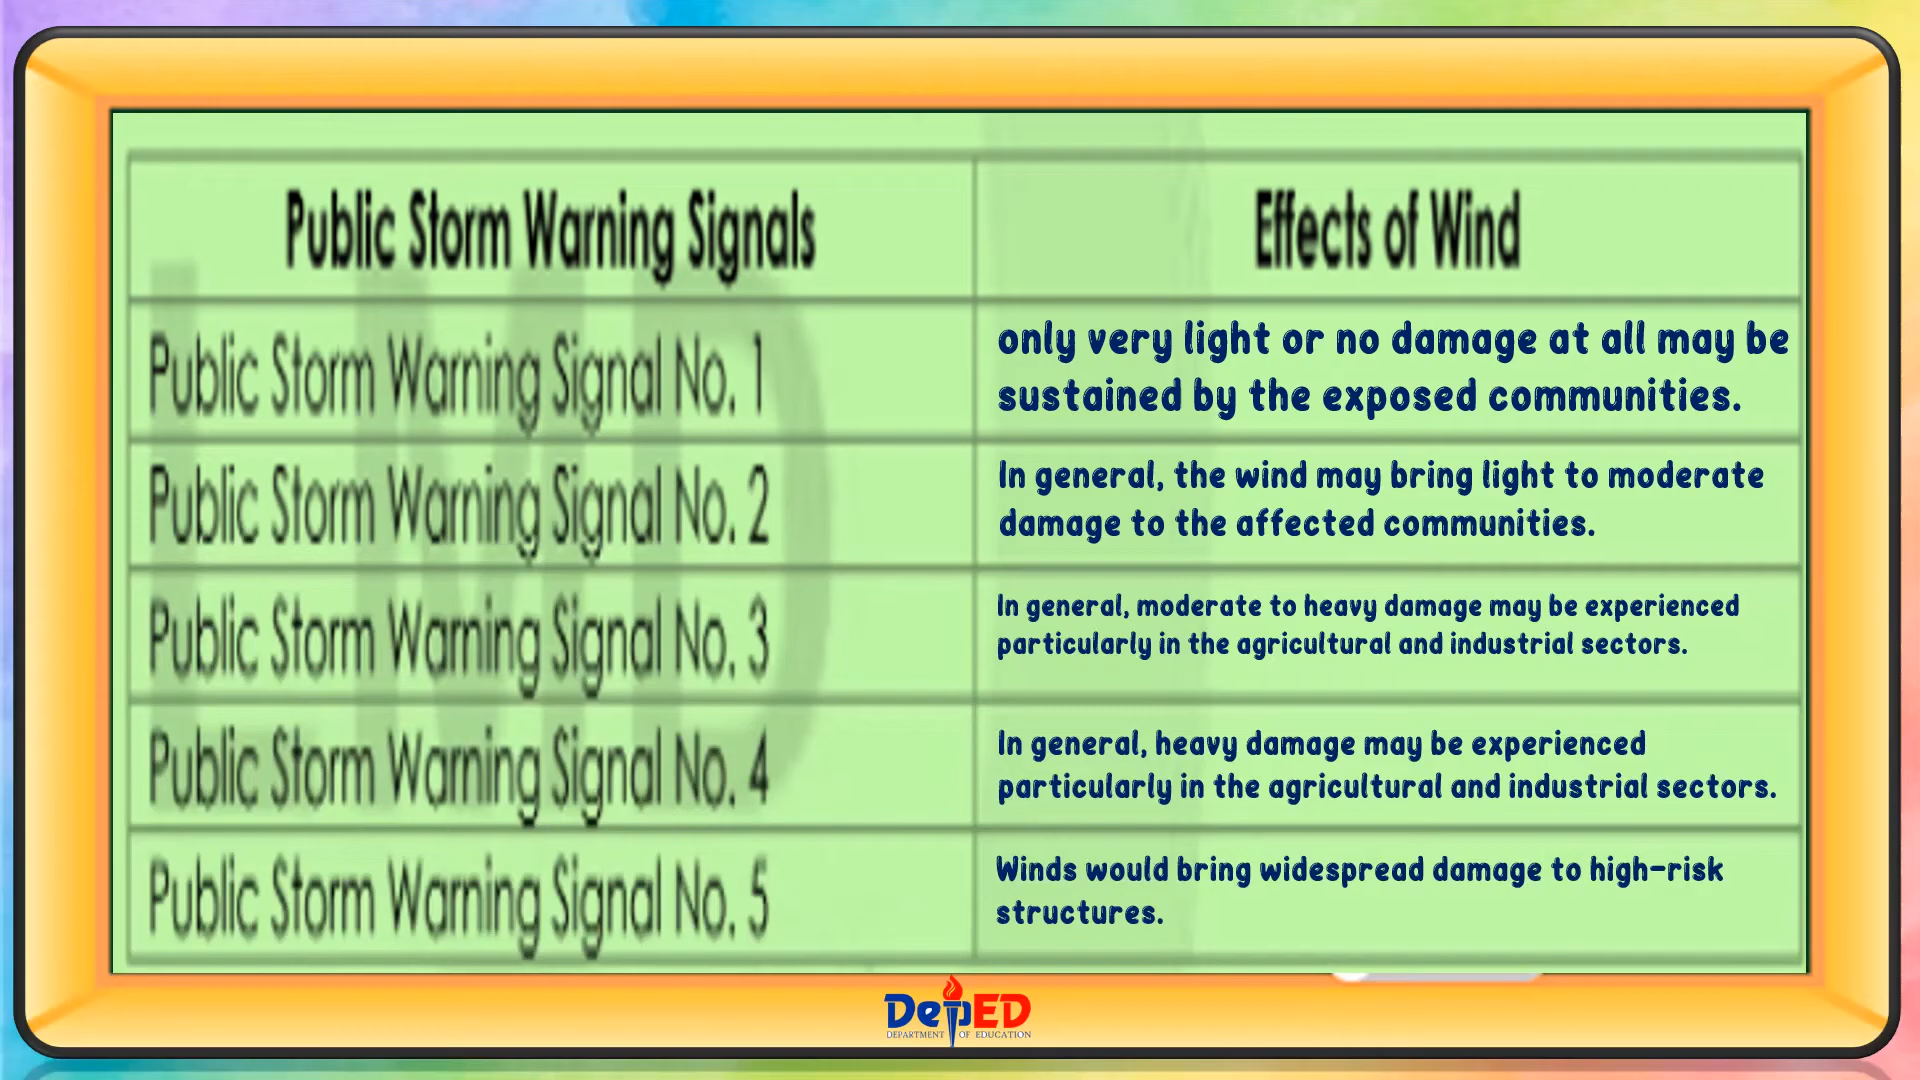 Public Storm Warning Signals
Effects of Wind
Public Storm Warning Signal No. 1
only very light or no damage at all may be
sustained by the exposed communities.
Public Storm Warning Signal No. 2
In general, the wind may bring light to moderate
damage to the affected communities.
Public Storm Warning Signal No. 3
In general, moderate to heavy damage may be experienced
particularly in the agricultural and industrial sectors.
Public Storm Warning Signal No. 4
In general, heavy damage may be experienced
particularly in the agricultural and industrial sectors.
Public Storm Warning Signal No. 5
Winds would bring widespread damage to high-risk
structures.
LMD
DepED
DEPARTMENT OF EDUCATION